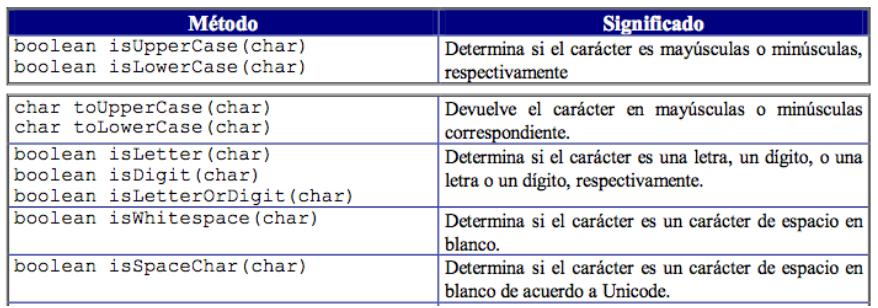 Método Significado
boolean isUpperCase(char)
boolean isLowerCase(char)
Determina si el carácter es mayúsculas o minúsculas,
respectivamente
char toUpperCase(char)
char toLowerCase(char)
Devuelve el carácter en mayúsculas o minúsculas
correspondiente.
boolean isLetter(char)
boolean isDigit(char)
boolean isLetterOrDigit(char)
Determina si el carácter es una letra, un dígito, o una
letra o un dígito, respectivamente.
boolean isWhitespace(char)
Determina si el carácter es un carácter de espacio en
blanco.
boolean isSpaceChar(char)
Determina si el carácter es un carácter de espacio en
blanco de acuerdo a Unicode.